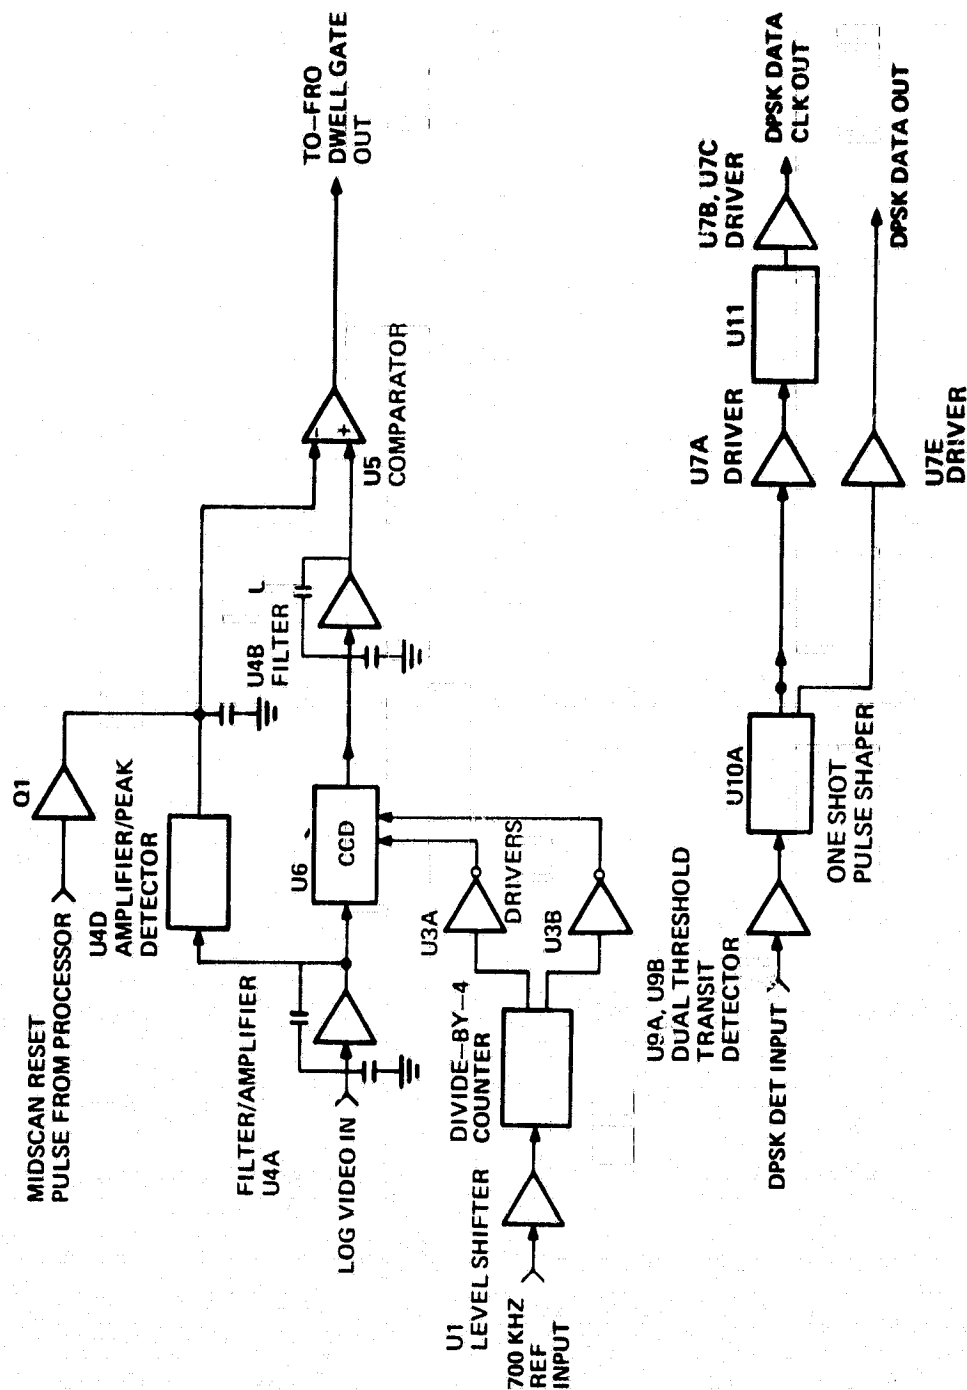 MIDSCAN RESET
PULSE FROM PROCESSOR
Q1
U4D
AMPLIFIER/PEAK
DETECTOR
FILTER/AMPLIFIER
U4A
LOG VIDEO IN
U6
CCD
U4B
FILTER
L
U5
COMPARATOR
-
+
TO-FRO
DWELL GATE
OUT
U1
LEVEL SHIFTER
700 KHZ
REF
INPUT
DIVIDE-BY-4
COUNTER
U3A
DRIVERS
U3B
U9A, U9B
DUAL THRESHOLD
TRANSIT
DETECTOR
DPSK DET INPUT
U10A
ONE SHOT
PULSE SHAPER
U7A
DRIVER
U11
U7B, U7C
DRIVER
DPSK DATA
CLK OUT
U7E
DRIVER
DPSK DATA OUT